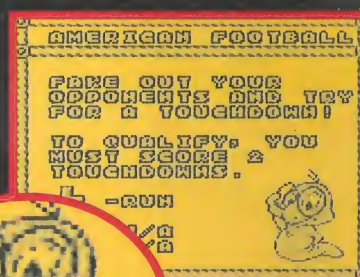 AMERICAN FOOTBALL
FAKE OUT YOUR
OPPONENTS AND TRY
FOR A TOUCHDOWN!
TO QUALIFY, YOU
MUST SCORE 2
TOUCHDOWNS.
L -RUN
/A
/A